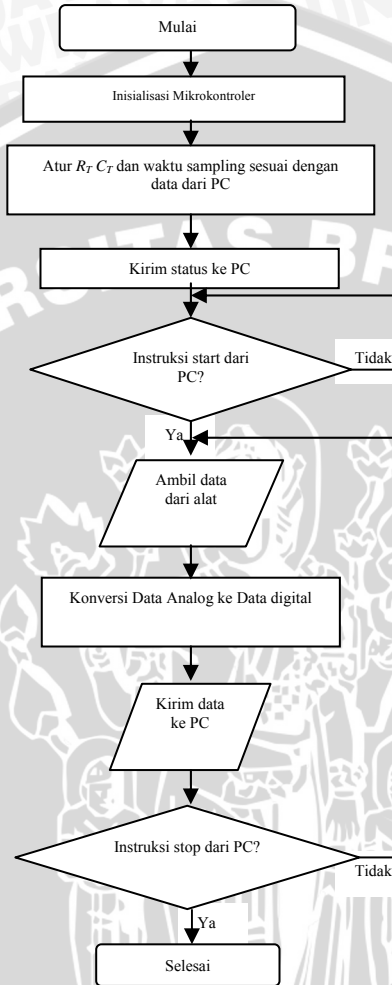 Mulai
Inisialisasi Mikrokontroler
Atur R_T C_T dan waktu sampling sesuai dengan
data dari PC
Kirim status ke PC
Instruksi start dari
PC?
Tidak
Ya
Ambil data
dari alat
Konversi Data Analog ke Data digital
Kirim data
ke PC
Instruksi stop dari PC?
Tidak
Ya
Selesai